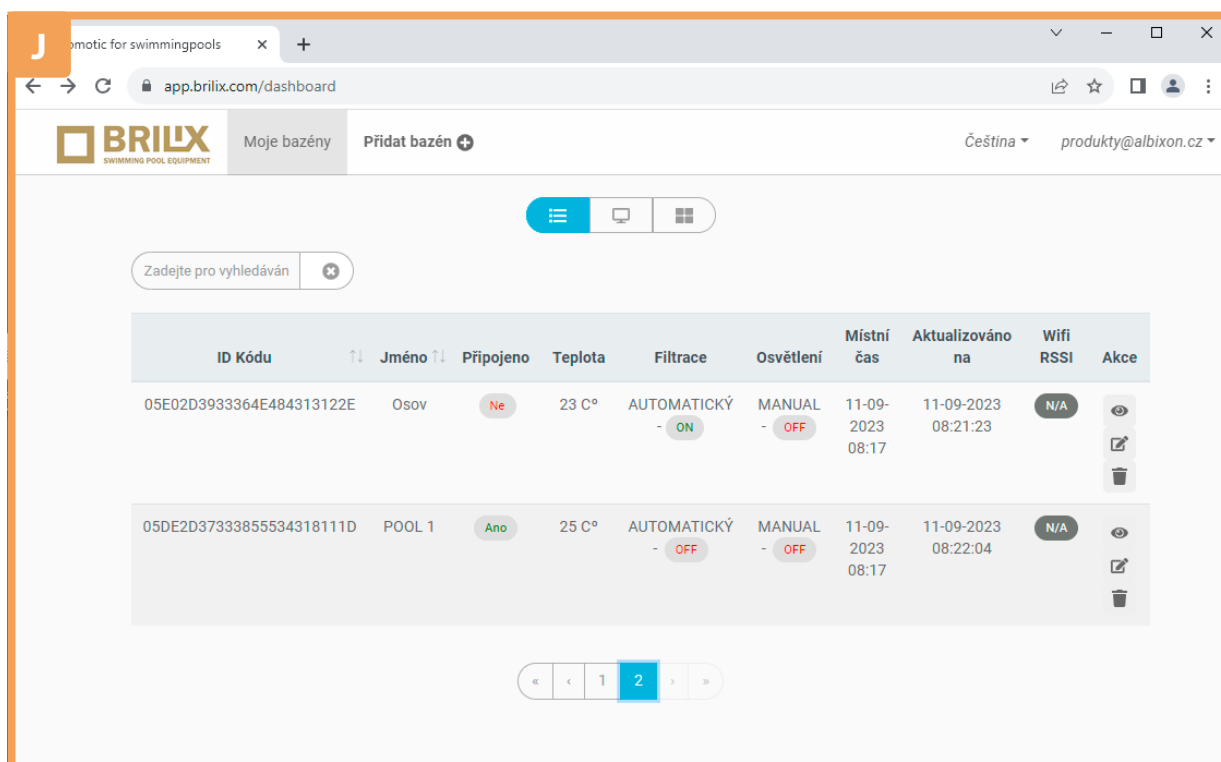 J
omotic for swimmingpools
app.brilix.com/dashboard
BRILIX
SWIMMING POOL EQUIPMENT
Moje bazény
Přidat bazén
Čeština
produkty@albixon.cz
Zadejte pro vyhledáván
ID Kódu
Jméno
Připojeno
Teplota
Filtrace
Osvětlení
Místní
čas
Aktualizováno
na
Wifi
RSSI
Akce
05E02D3933364E484313122E
Osov
Ne
23 Cº
AUTOMATICKÝ
- ON
MANUAL
- OFF
11-09-
2023
08:17
11-09-2023
08:21:23
N/A
05DE2D37333855534318111D
POOL 1
Ano
25 Cº
AUTOMATICKÝ
- OFF
MANUAL
- OFF
11-09-
2023
08:17
11-09-2023
08:22:04
N/A
« ‹ 1 2 › »